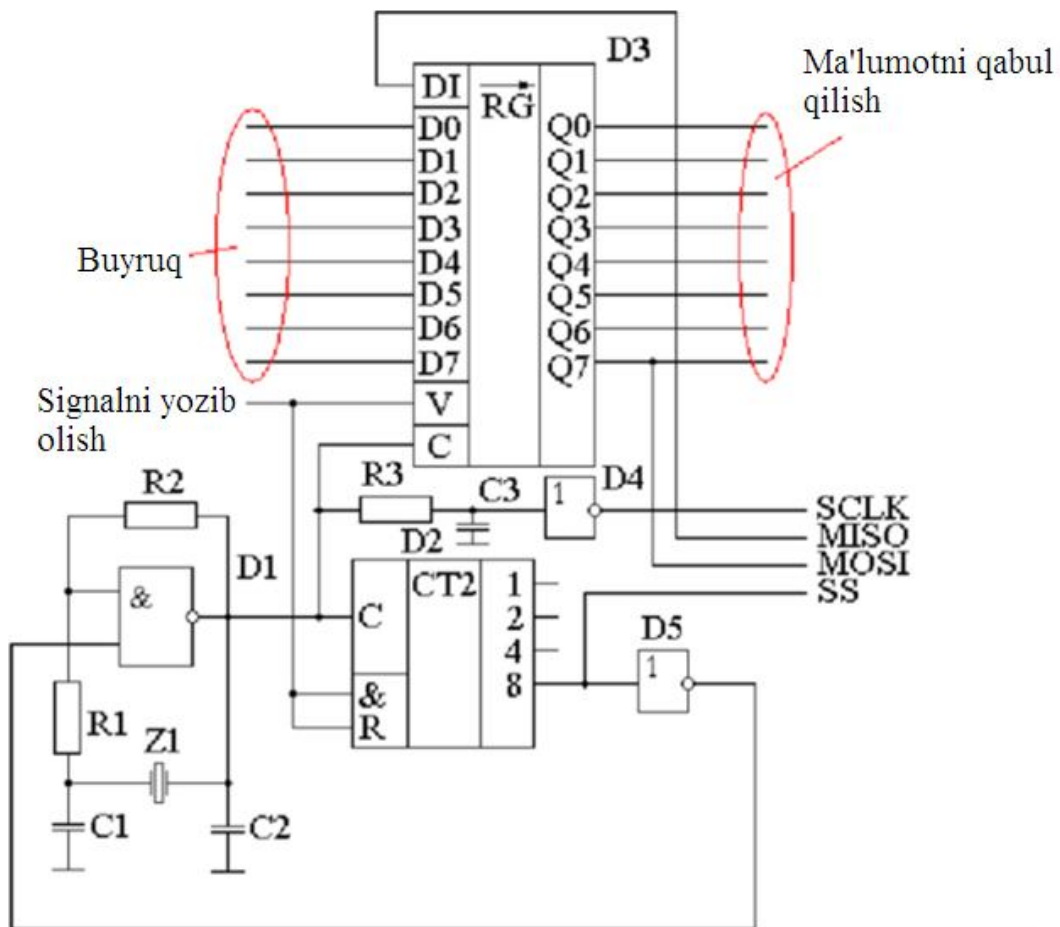 D3
Ma'lumotni qabul
qilish
DI
RG
D0
D1
D2
D3
D4
D5
D6
D7
V
C
Q0
Q1
Q2
Q3
Q4
Q5
Q6
Q7
Buyruq
Signalni yozib
olish
R2
R3
C3
1
D4
SCLK
MISO
MOSI
SS
D1
&
D2
CT2
C
&
R
1
2
4
8
D5
1
R1
Z1
C1
C2